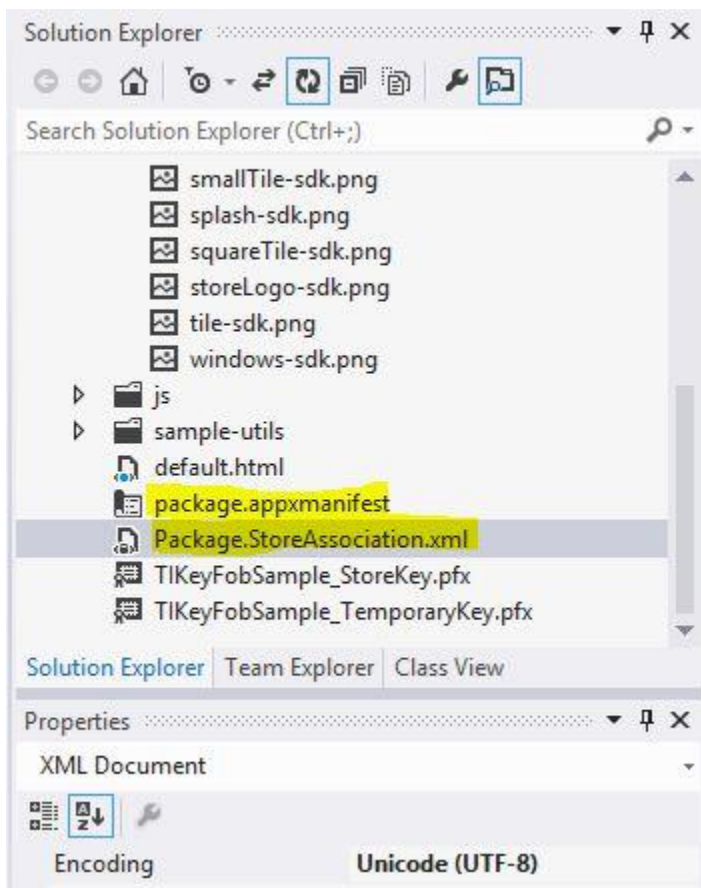 Solution Explorer
Search Solution Explorer (Ctrl+;)
smallTile-sdk.png
splash-sdk.png
squareTile-sdk.png
storeLogo-sdk.png
tile-sdk.png
windows-sdk.png
js
sample-utils
default.html
package.appxmanifest
Package.StoreAssociation.xml
TIKeyFobSample_StoreKey.pfx
TIKeyFobSample_TemporaryKey.pfx
Solution Explorer Team Explorer Class View
Properties
XML Document
Encoding Unicode (UTF-8)